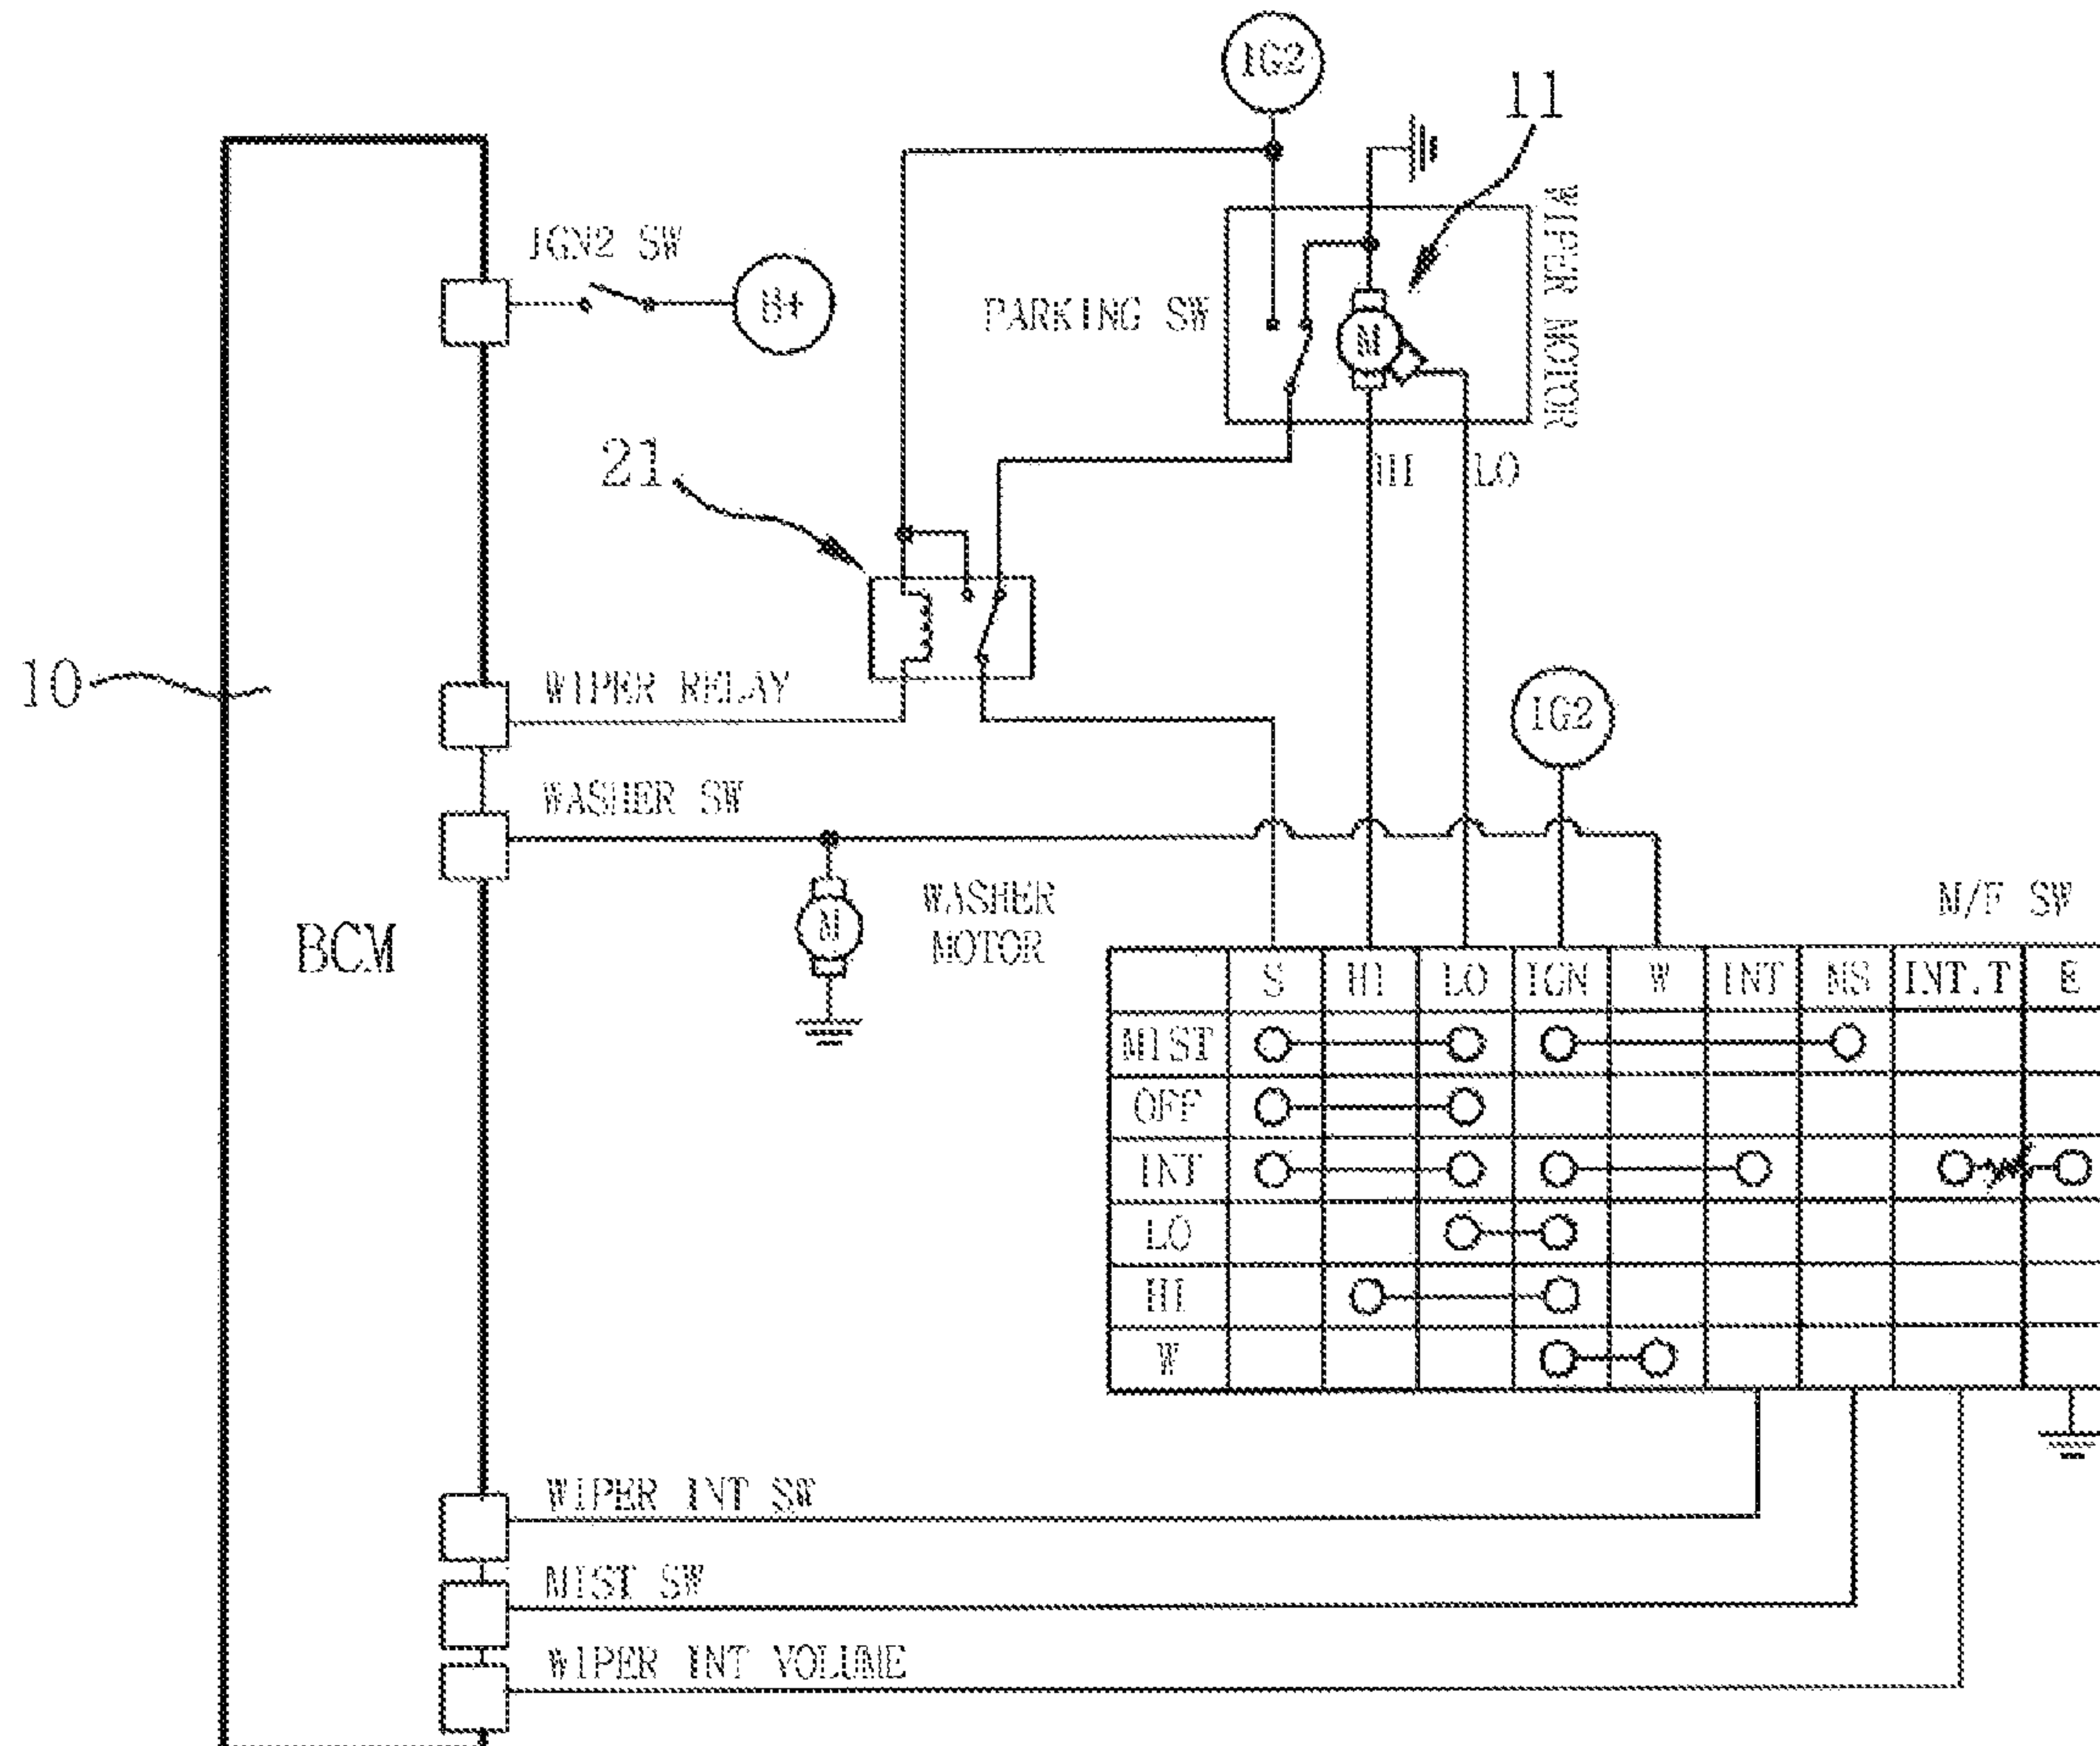 IG2
11
IGN2 SW
B+
PARKING SW
M
WIPER MOTOR
HI
LO
21
10
WIPER RELAY
IG2
WASHER SW
M
WASHER
MOTOR
BCM
M/F SW
S HI LO IGN W INT MS INT.T E
MIST
OFF
INT
LO
HI
W
WIPER INT SW
MIST SW
WIPER INT VOLUME